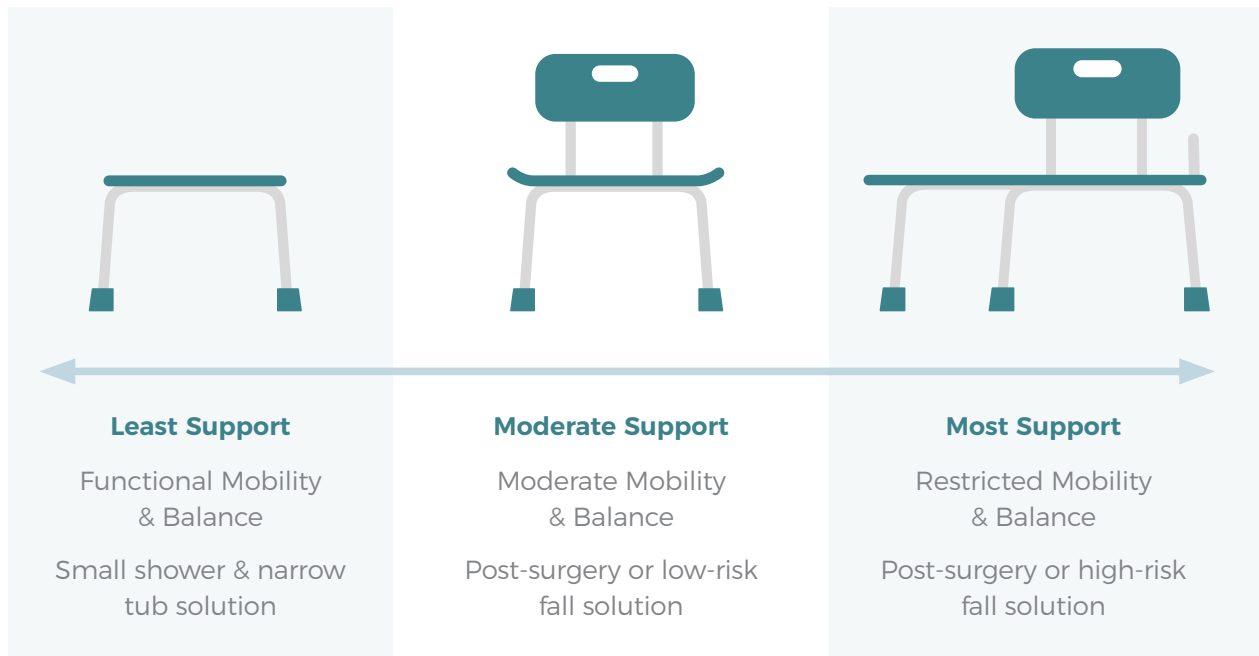 Least Support
Functional Mobility
& Balance
Small shower & narrow
tub solution
Moderate Support
Moderate Mobility
& Balance
Post-surgery or low-risk
fall solution
Most Support
Restricted Mobility
& Balance
Post-surgery or high-risk
fall solution